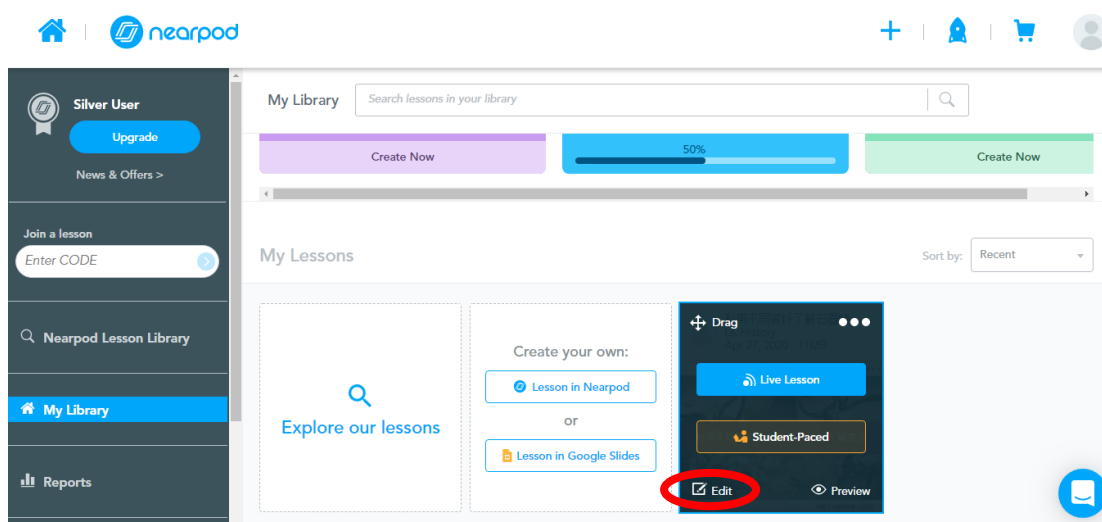 nearpod
Silver User
Upgrade
News & Offers >
Join a lesson
Enter CODE
Nearpod Lesson Library
My Library
Reports
My Library
Search lessons in your library
Create Now
50%
Create Now
My Lessons
Sort by:
Recent
Explore our lessons
Create your own:
Lesson in Nearpod
or
Lesson in Google Slides
Drag
Live Lesson
Student-Paced
Edit
Preview